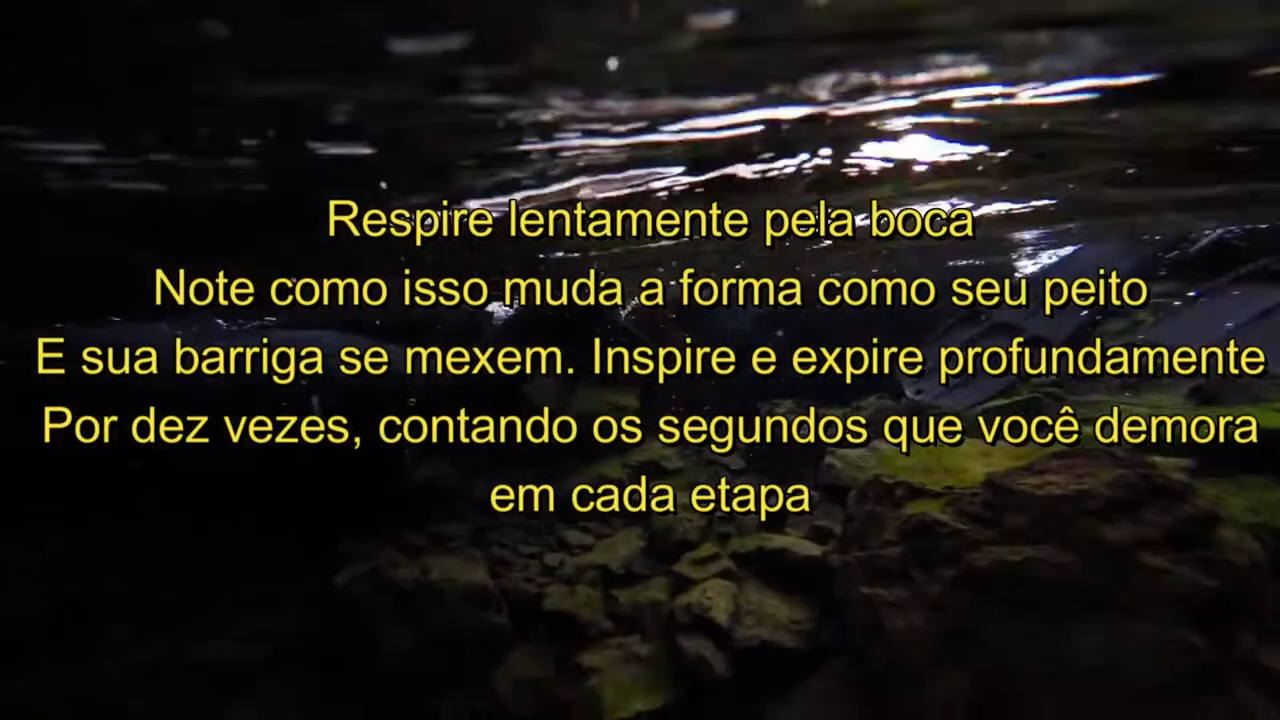 Respire lentamente pela boca
Note como isso muda a forma como seu peito
E sua barriga se mexem. Inspire e expire profundamente
Por dez vezes, contando os segundos que você demora
em cada etapa